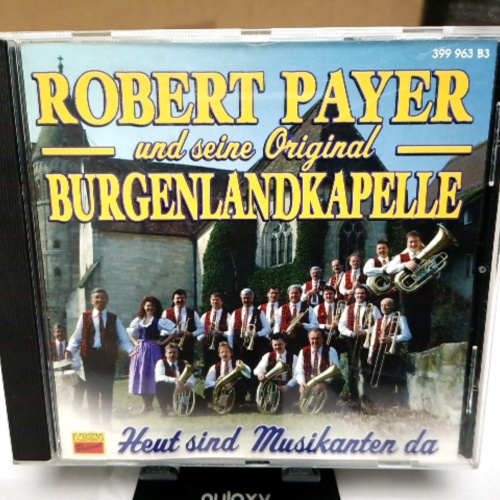 399 963 B3
ROBERT PAYER
und seine Original
BURGENLANDKAPELLE
Heut sind Musikanten da